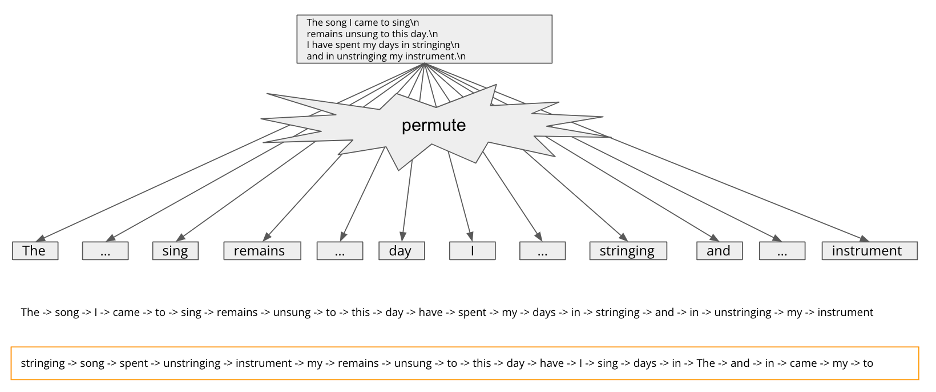 The song I came to sing\n
remains unsung to this day.\n
I have spent my days in stringing\n
and in unstringing my instrument.\n
permute
The ... sing remains ... day I ... stringing and ... instrument
The -> song -> I -> came -> to -> sing -> remains -> unsung -> to -> this -> day -> have -> spent -> my -> days -> in -> stringing -> and -> in -> unstringing -> my -> instrument
stringing -> song -> spent -> unstringing -> instrument -> my -> remains -> unsung -> to -> this -> day -> have -> I -> sing -> days -> in -> The -> and -> in -> came -> my -> to